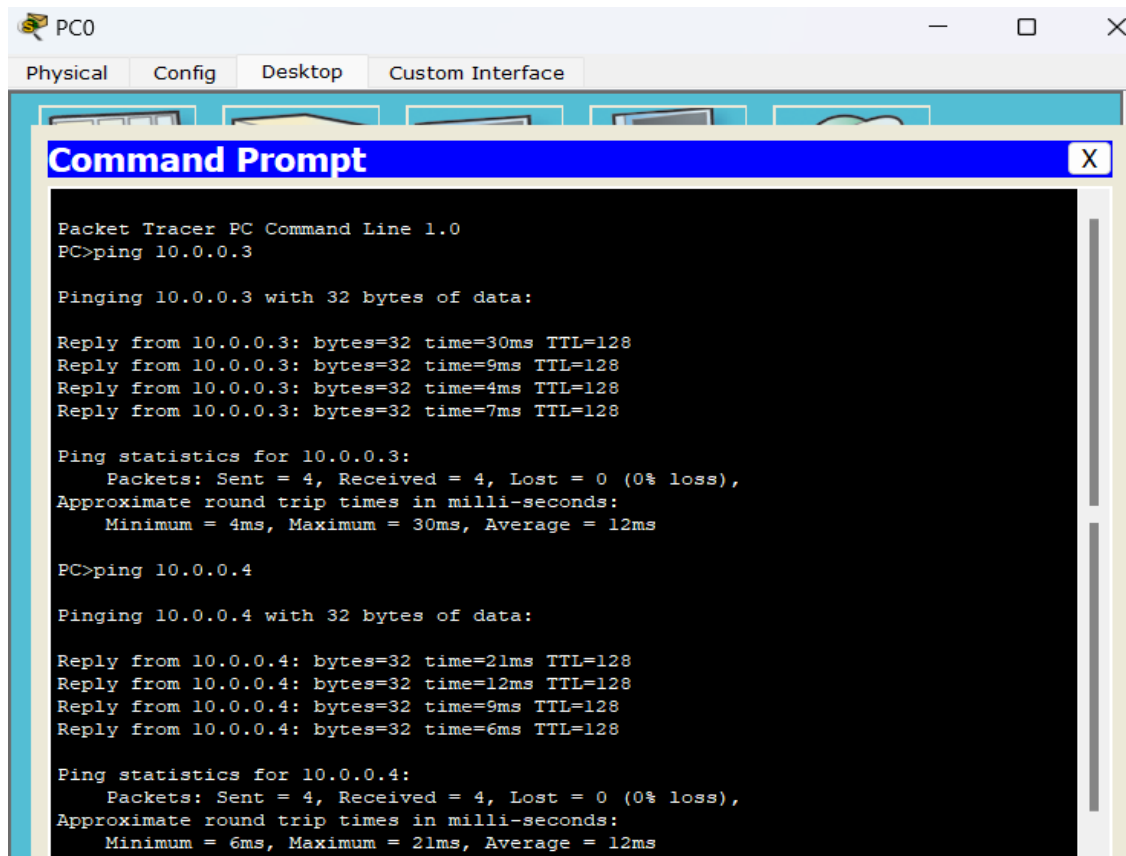 PC0
Physical Config Desktop Custom Interface
Command Prompt
X
Packet Tracer PC Command Line 1.0
PC>ping 10.0.0.3
Pinging 10.0.0.3 with 32 bytes of data:
Reply from 10.0.0.3: bytes=32 time=30ms TTL=128
Reply from 10.0.0.3: bytes=32 time=9ms TTL=128
Reply from 10.0.0.3: bytes=32 time=4ms TTL=128
Reply from 10.0.0.3: bytes=32 time=7ms TTL=128
Ping statistics for 10.0.0.3:
Packets: Sent = 4, Received = 4, Lost = 0 (0% loss),
Approximate round trip times in milli-seconds:
Minimum = 4ms, Maximum = 30ms, Average = 12ms
PC>ping 10.0.0.4
Pinging 10.0.0.4 with 32 bytes of data:
Reply from 10.0.0.4: bytes=32 time=21ms TTL=128
Reply from 10.0.0.4: bytes=32 time=12ms TTL=128
Reply from 10.0.0.4: bytes=32 time=9ms TTL=128
Reply from 10.0.0.4: bytes=32 time=6ms TTL=128
Ping statistics for 10.0.0.4:
Packets: Sent = 4, Received = 4, Lost = 0 (0% loss),
Approximate round trip times in milli-seconds:
Minimum = 6ms, Maximum = 21ms, Average = 12ms